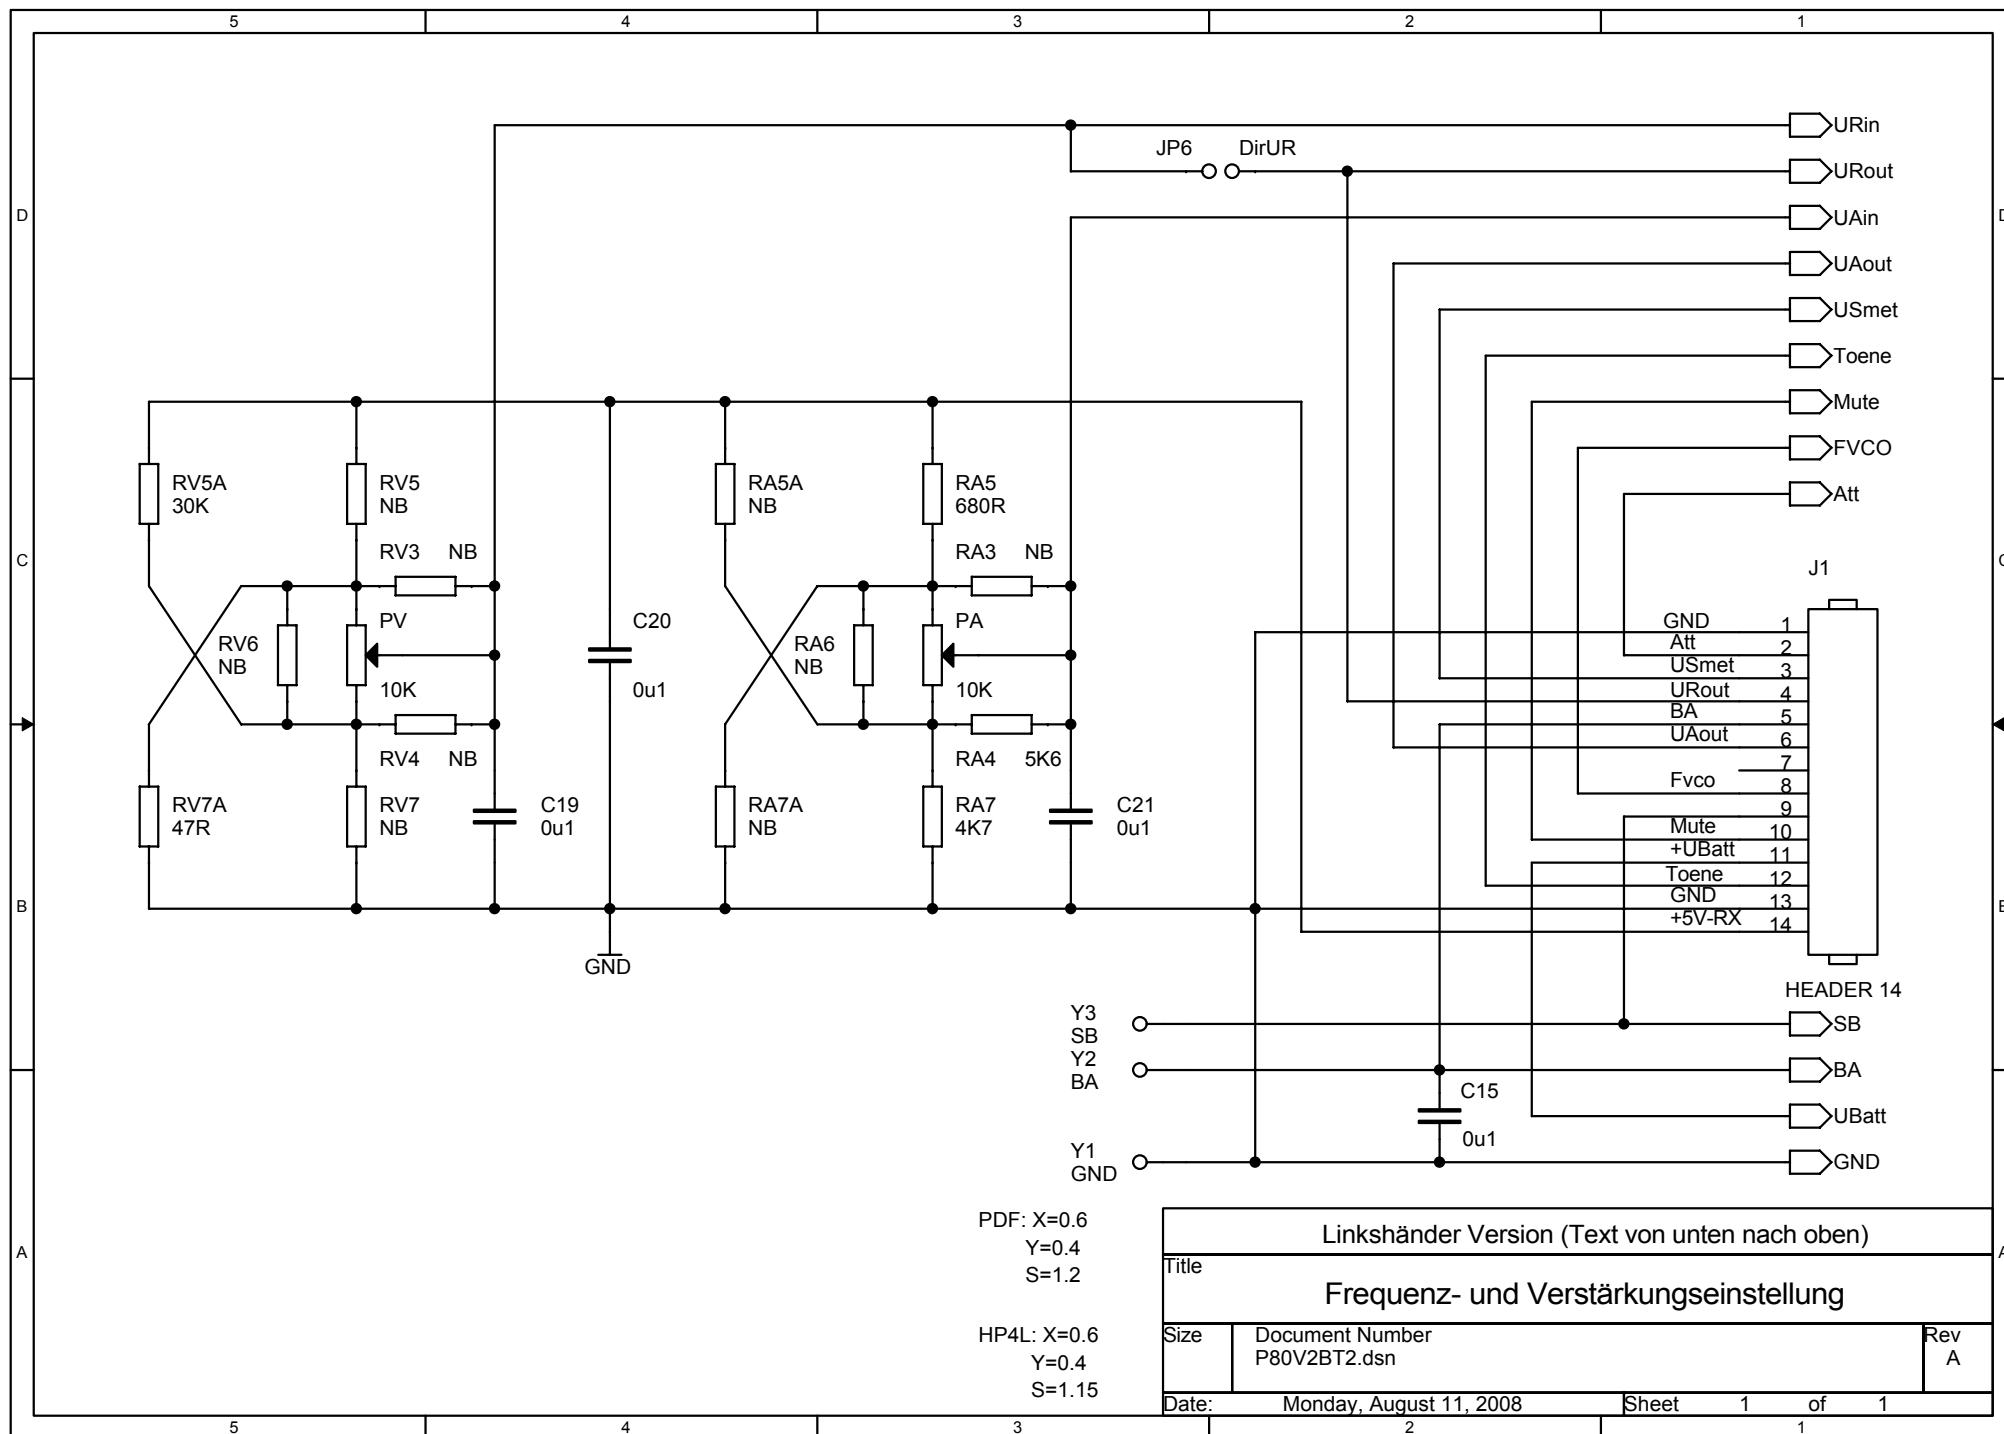 5 4 3 2 1
URin
JP6 DirUR
URout
D
UAin
UAout
USmet
Toene
Mute
FVCO
Att
RV5A
30K
RV5
NB
RA5A
NB
RA5
680R
C
RV3 NB
RA3 NB
J1
PV
10K
RV6
NB
C20
0u1
PA
10K
RA6
NB
RV4 NB
RA4 5K6
RV7A
47R
RV7
NB
C19
0u1
RA7A
NB
RA7
4K7
C21
0u1
GND 1
Att 2
USmet 3
URout 4
BA 5
UAout 6
7
Fvco 8
9
Mute 10
+UBatt 11
Toene 12
GND 13
+5V-RX 14
B
GND
HEADER 14
Y3
SB
SB
Y2
BA
BA
C15
0u1
UBatt
Y1
GND
GND
A
PDF: X=0.6
Y=0.4
S=1.2
HP4L: X=0.6
Y=0.4
S=1.15
Linkshänder Version (Text von unten nach oben)
Title
Frequenz- und Verstärkungseinstellung
Size
Document Number
P80V2BT2.dsn
Rev
A
Date: Monday, August 11, 2008
Sheet 1 of 1
5 4 3 2 1